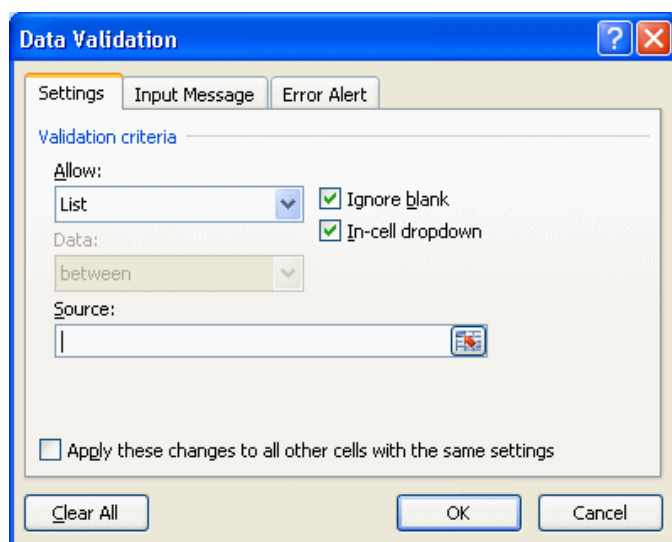 Data Validation
Settings Input Message Error Alert
Validation criteria
Allow:
List
Ignore blank
Data:
In-cell dropdown
between
Source:
Apply these changes to all other cells with the same settings
Clear All OK Cancel